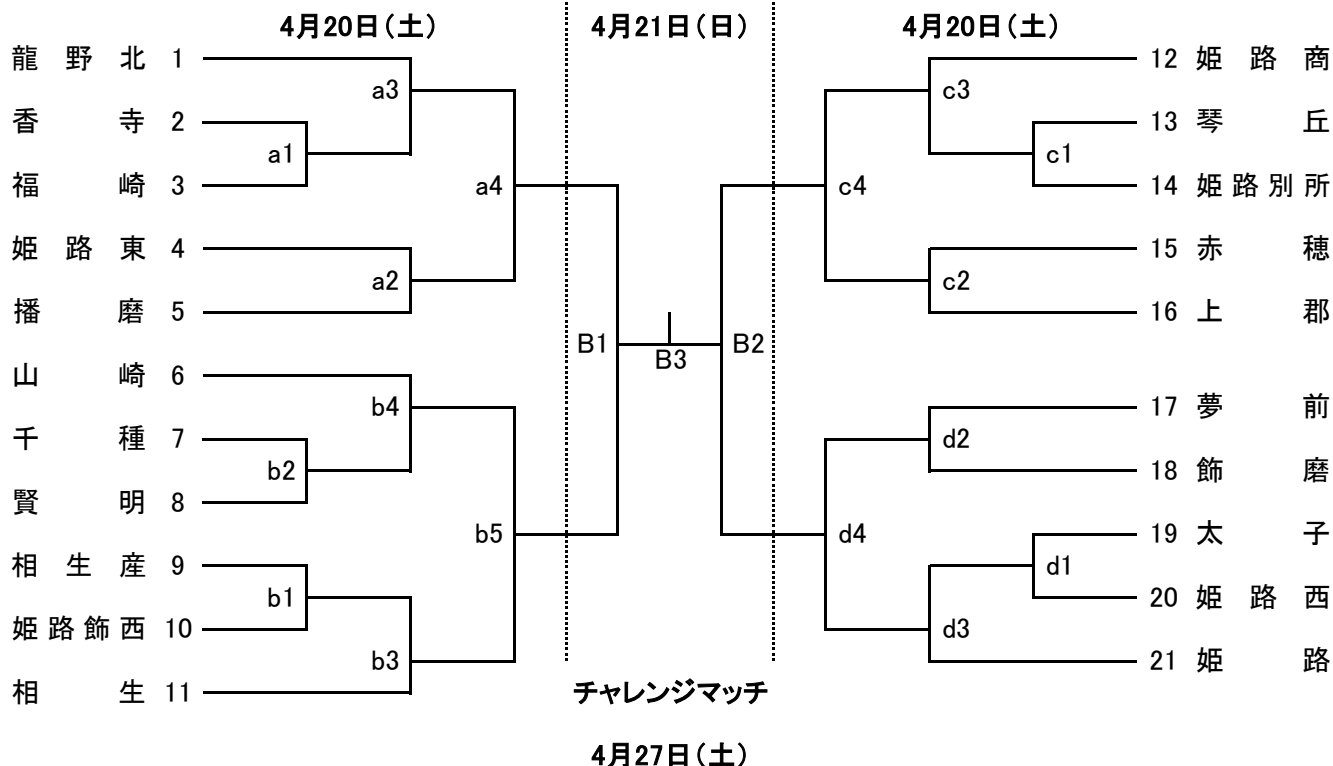 4月20日（土） 4月21日（日） 4月20日（土）
龍野北 1 12 姫路商
a3 c3
香寺 2 13 琴丘
a1 c1
福崎 3 14 姫路別所
a4 c4
姫路東 4 15 赤穂
a2 c2
播磨 5 16 上郡
B1 B3 B2
山崎 6
b4 17 夢前
千種 7 d2
b2 18 飾磨
賢明 8
b5 d4 19 太子
相生産 9 d1
b1 20 姫路西
姫路飾西 10 d3
b3 21 姫路
相生 11 チャレンジマッチ
4月27日（土）